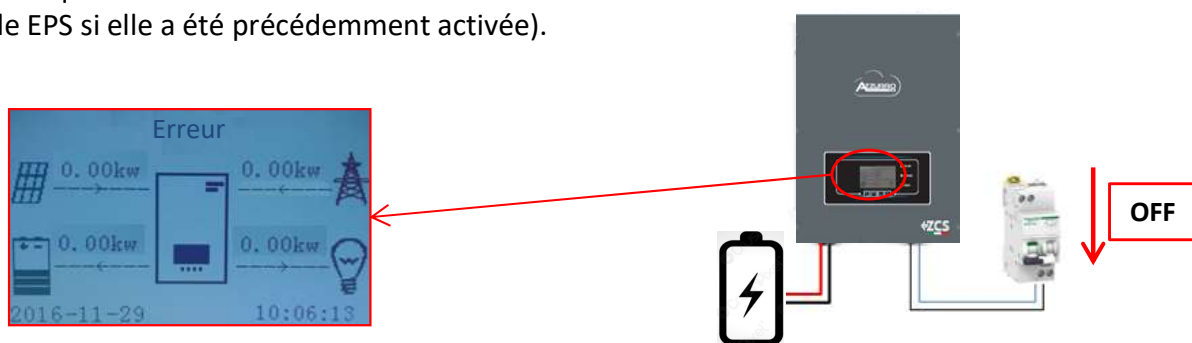 de EPS si elle a été précédemment activée).
Erreur
0.00kw
0.00kw
0.00kw
0.00kw
2016-11-29
10:06:13
Azzurro
ZCS
OFF